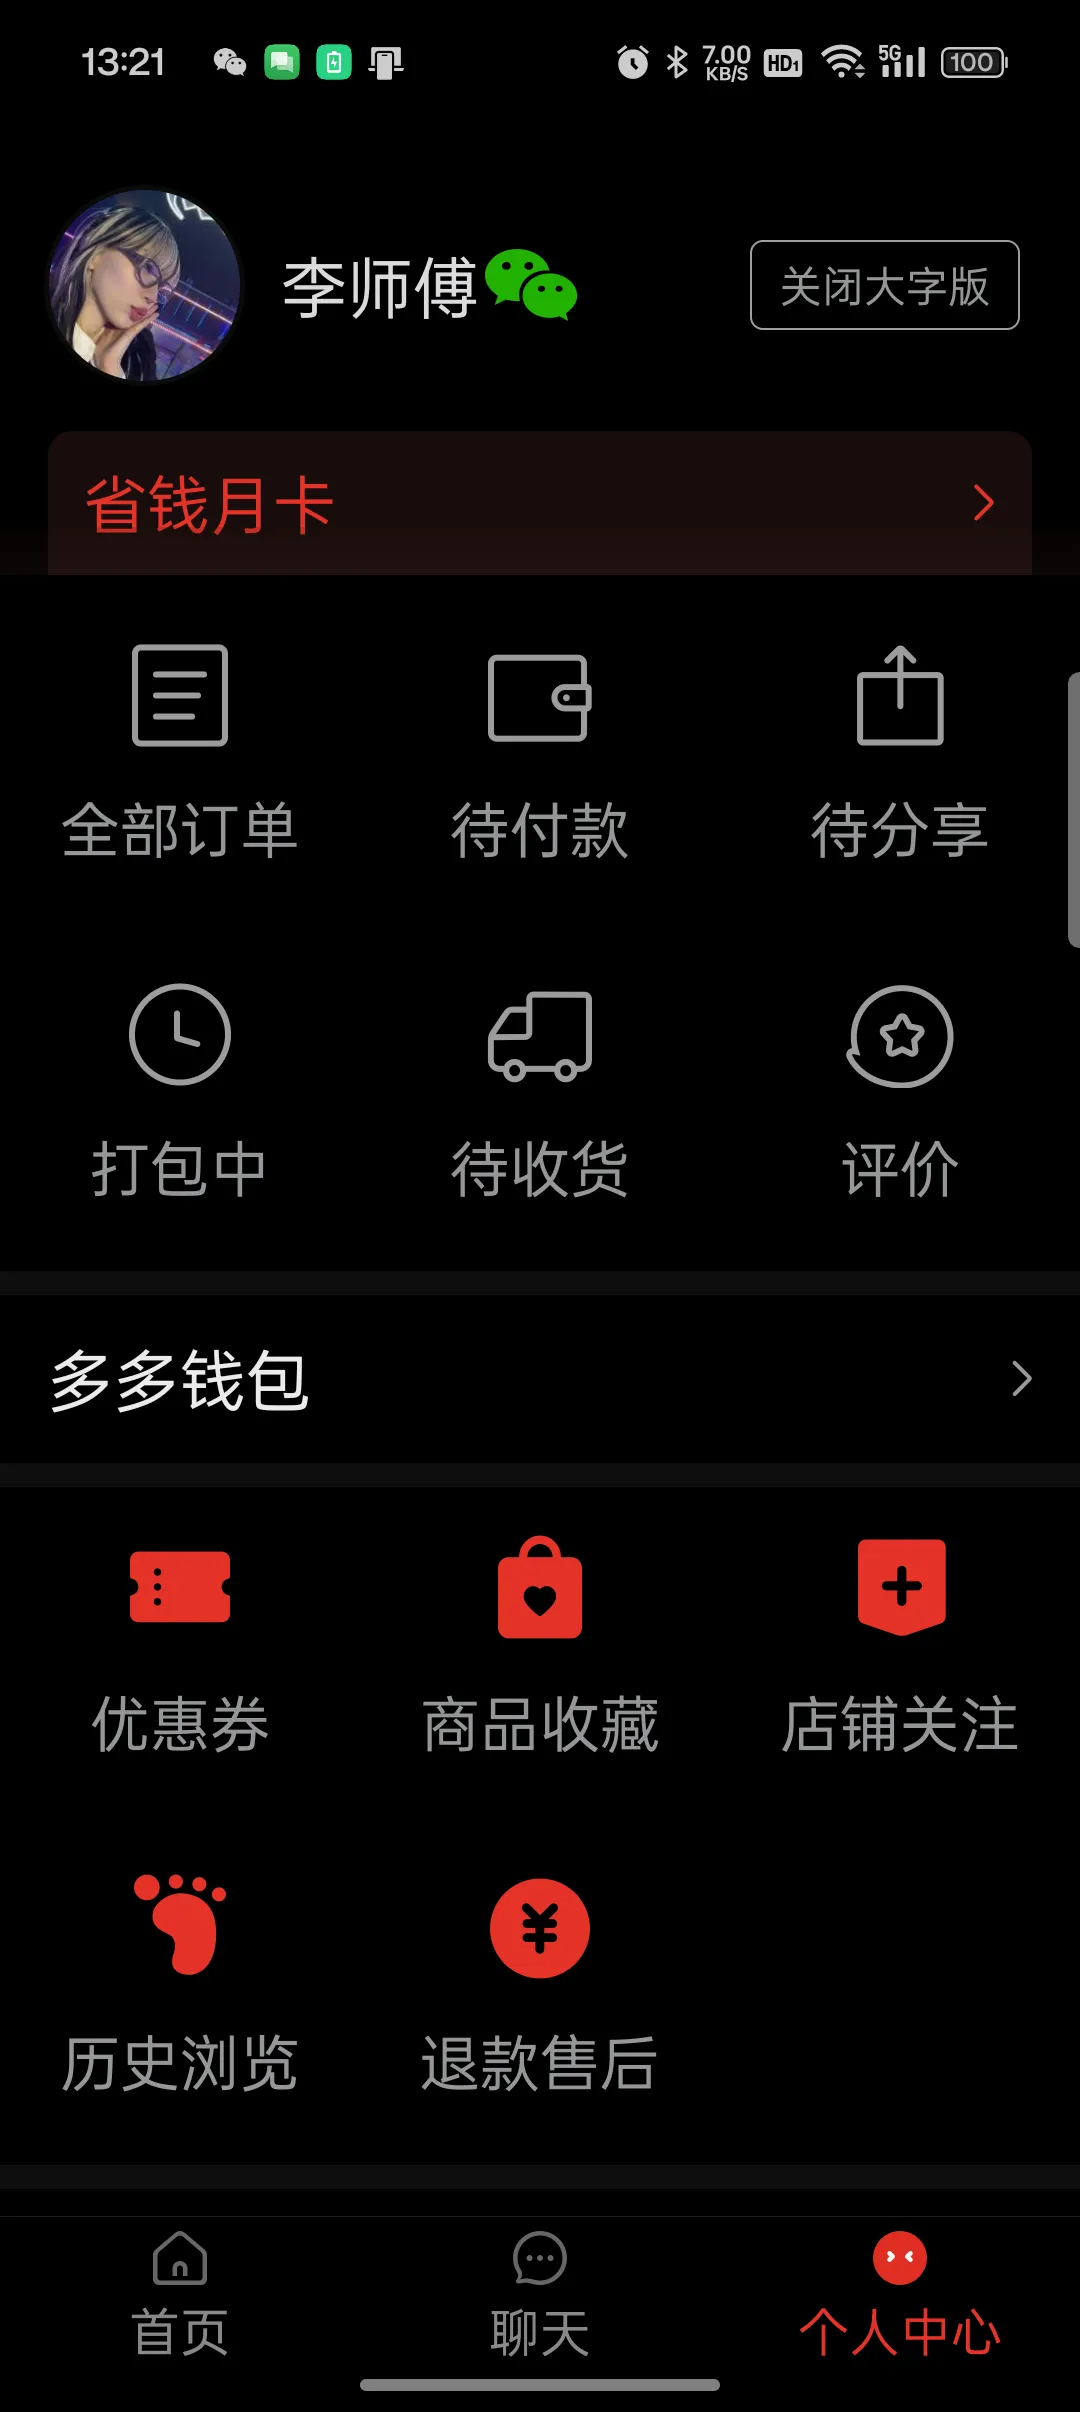 13:21
7.00 KB/S
HD1
5G
100
李师傅
关闭大字版
省钱月卡
全部订单
待付款
待分享
打包中
待收货
评价
多多钱包
优惠券
商品收藏
店铺关注
历史浏览
退款售后
首页
聊天
个人中心